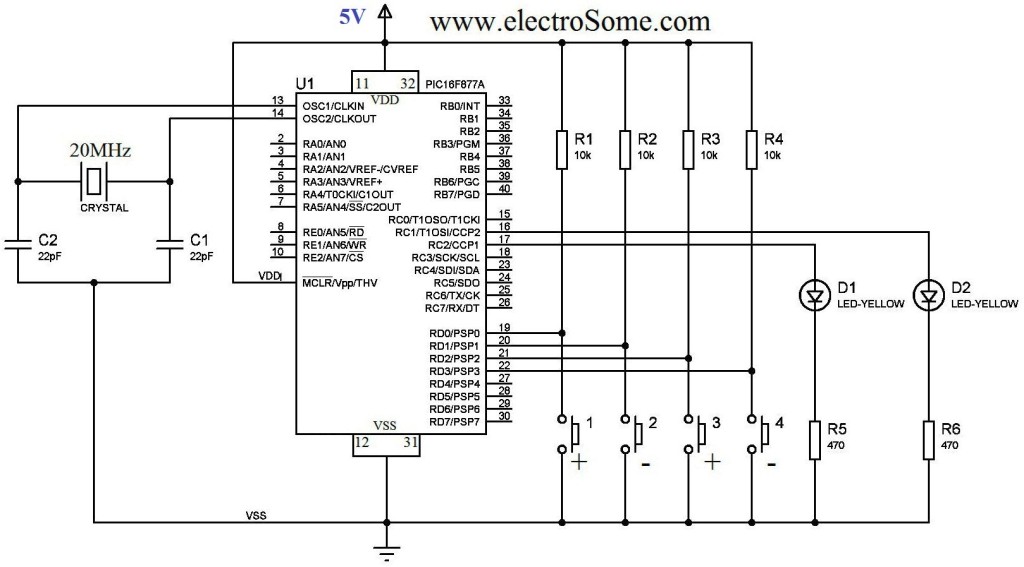 5V
www.electroSome.com
U1
11 32
PIC16F877A
VDD
13 OSC1/CLKIN
14 OSC2/CLKOUT
2 RA0/AN0
3 RA1/AN1
4 RA2/AN2/VREF-/CVREF
5 RA3/AN3/VREF+
6 RA4/T0CKI/C1OUT
7 RA5/AN4/SS/C2OUT
8 RE0/AN5/RD
9 RE1/AN6/WR
10 RE2/AN7/CS
VDD
MCLR/Vpp/THV
RB0/INT 33
RB1 34
RB2 35
RB3/PGM 36
RB4 37
RB5 38
RB6/PGC 39
RB7/PGD 40
RC0/T1OSO/T1CKI 15
RC1/T1OSI/CCP2 16
RC2/CCP1 17
RC3/SCK/SCL 18
RC4/SDI/SDA 23
RC5/SDO 24
RC6/TX/CK 25
RC7/RX/DT 26
RD0/PSP0 19
RD1/PSP1 20
RD2/PSP2 21
RD3/PSP3 22
RD4/PSP4 27
RD5/PSP5 28
RD6/PSP6 29
RD7/PSP7 30
VSS
12 31
20MHz
CRYSTAL
C2
22pF
C1
22pF
R1
10k
R2
10k
R3
10k
R4
10k
D1
LED-YELLOW
D2
LED-YELLOW
1
+
2
-
3
+
4
-
R5
470
R6
470
VSS